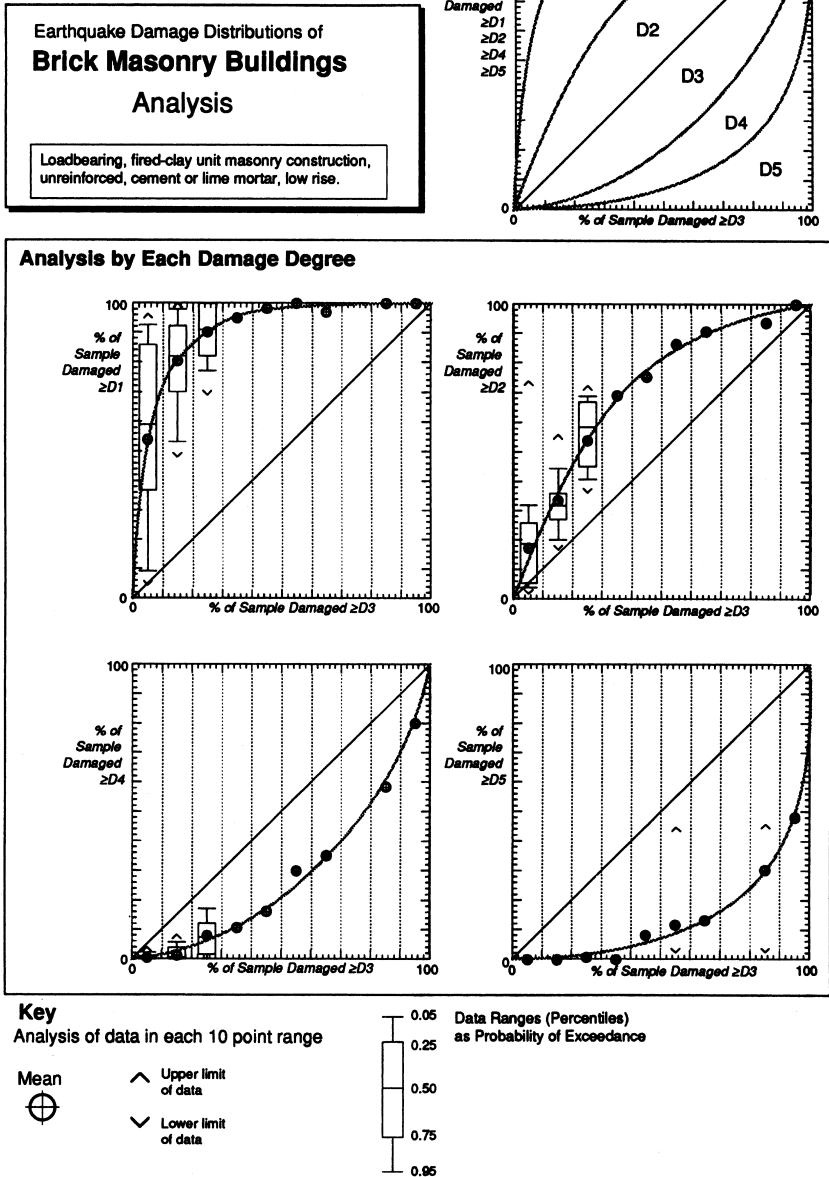 Earthquake Damage Distributions of
Brick Masonry Buildings
Analysis
Loadbearing, fired-clay unit masonry construction,
unreinforced, cement or lime mortar, low rise.
Damaged
≥D1
≥D2
≥D4
≥D5
D2
D3
D4
D5
0
0
% of Sample Damaged ≥D3
100
Analysis by Each Damage Degree
100
% of
Sample
Damaged
≥D1
0
0
% of Sample Damaged ≥D3
100
100
% of
Sample
Damaged
≥D2
0
0
% of Sample Damaged ≥D3
100
100
% of
Sample
Damaged
≥D4
0
0
% of Sample Damaged ≥D3
100
100
% of
Sample
Damaged
≥D5
0
0
% of Sample Damaged ≥D3
100
Key
Analysis of data in each 10 point range
Mean
Upper limit
of data
Lower limit
of data
0.05
0.25
0.50
0.75
0.95
Data Ranges (Percentiles)
as Probability of Exceedance